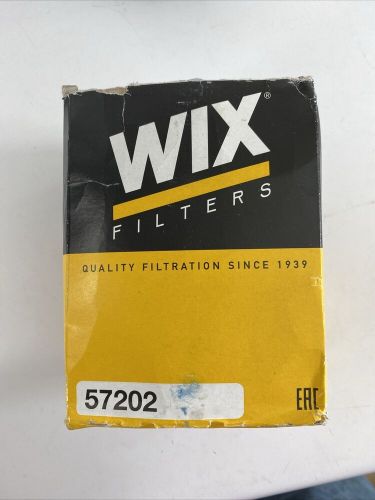 WIX®
FILTERS
QUALITY FILTRATION SINCE 1939
57202
EAC